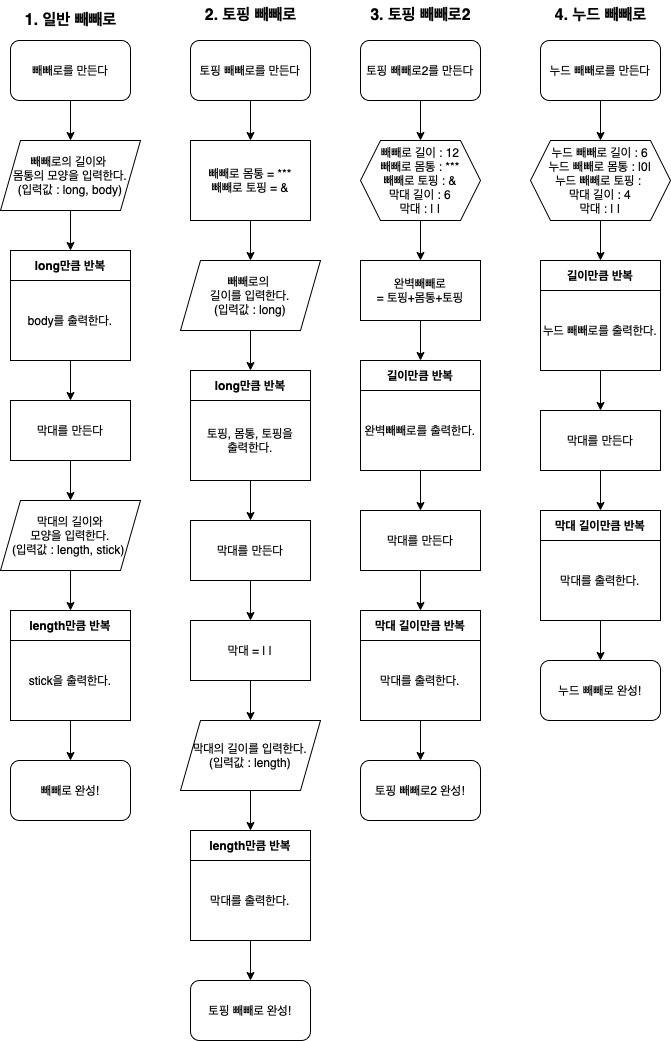 1. 일반 빼빼로
빼빼로를 만든다
빼빼로의 길이와
몸통의 모양을 입력한다.
(입력값 : long, body)
long만큼 반복
body를 출력한다.
막대를 만든다
막대의 길이와
모양을 입력한다.
(입력값 : length, stick)
length만큼 반복
stick을 출력한다.
빼빼로 완성!
2. 토핑 빼빼로
토핑 빼빼로를 만든다
빼빼로 몸통 = ***
빼빼로 토핑 = &
빼빼로의
길이를 입력한다.
(입력값 : long)
long만큼 반복
토핑, 몸통, 토핑을
출력한다.
막대를 만든다
막대 = l l
막대의 길이를 입력한다.
(입력값 : length)
length만큼 반복
막대를 출력한다.
토핑 빼빼로 완성!
3. 토핑 빼빼로2
토핑 빼빼로2를 만든다
빼빼로 길이 : 12
빼빼로 몸통 : ***
빼빼로 토핑 : &
막대 길이 : 6
막대 : l l
완벽빼빼로
= 토핑+몸통+토핑
길이만큼 반복
완벽빼빼로를 출력한다.
막대를 만든다
막대 길이만큼 반복
막대를 출력한다.
토핑 빼빼로2 완성!
4. 누드 빼빼로
누드 빼빼로를 만든다
누드 빼빼로 길이 : 6
누드 빼빼로 몸통 : l0l
누드 빼빼로 토핑 :
막대 길이 : 4
막대 : l l
길이만큼 반복
누드 빼빼로를 출력한다.
막대를 만든다
막대 길이만큼 반복
막대를 출력한다.
누드 빼빼로 완성!